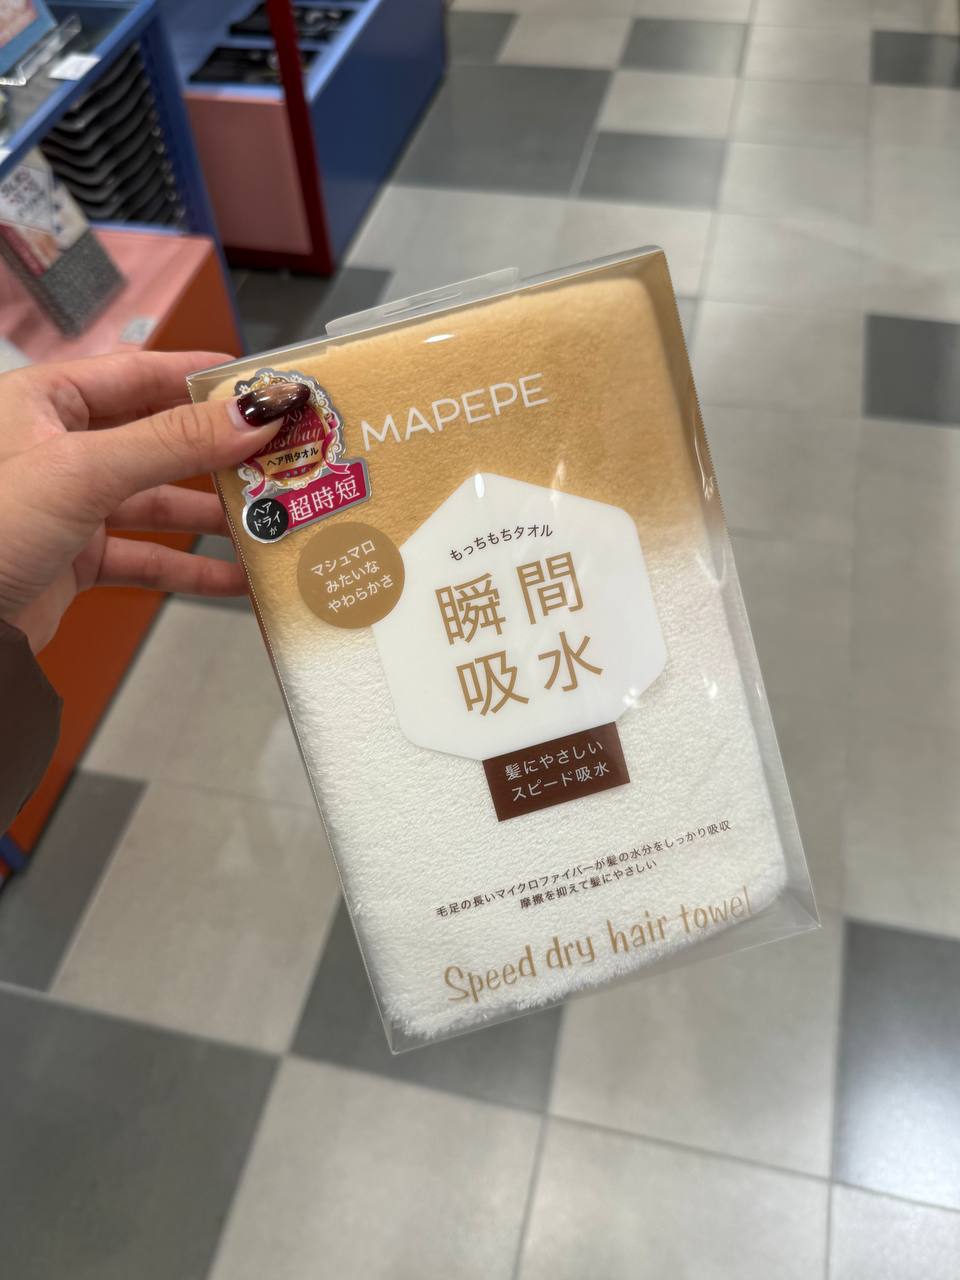 MAPEPE
Bestbuy
ヘア用タオル
ヘア
ドライが
超時短
マシュマロ
みたいな
やわらかさ
もっちもちタオル
瞬間
吸水
髪にやさしい
スピード吸水
毛足の長いマイクロファイバーが髪の水分をしっかり吸収
摩擦を抑えて髪にやさしい
Speed dry hair towel